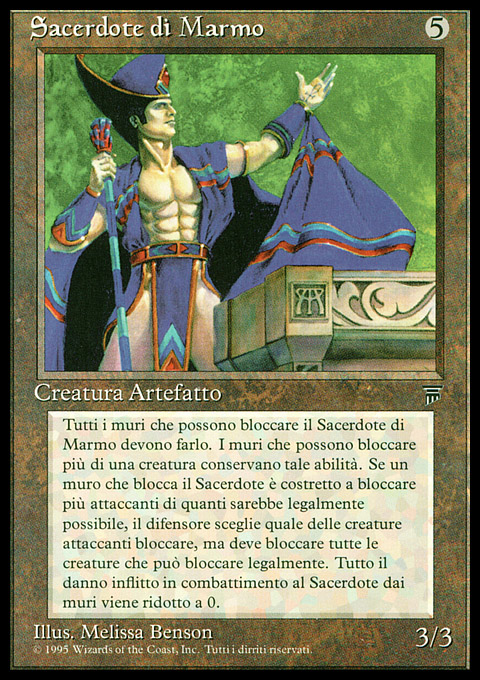 Sacerdote di Marmo
5
Creatura Artefatto
Tutti i muri che possono bloccare il Sacerdote di
Marmo devono farlo. I muri che possono bloccare
più di una creatura conservano tale abilità. Se un
muro che blocca il Sacerdote è costretto a bloccare
più attaccanti di quanti sarebbe legalmente
possibile, il difensore sceglie quale delle creature
attaccanti bloccare, ma deve bloccare tutte le
creature che può bloccare legalmente. Tutto il
danno inflitto in combattimento al Sacerdote dai
muri viene ridotto a 0.
Illus. Melissa Benson
3/3
© 1995 Wizards of the Coast, Inc. Tutti i dirriti riservati.